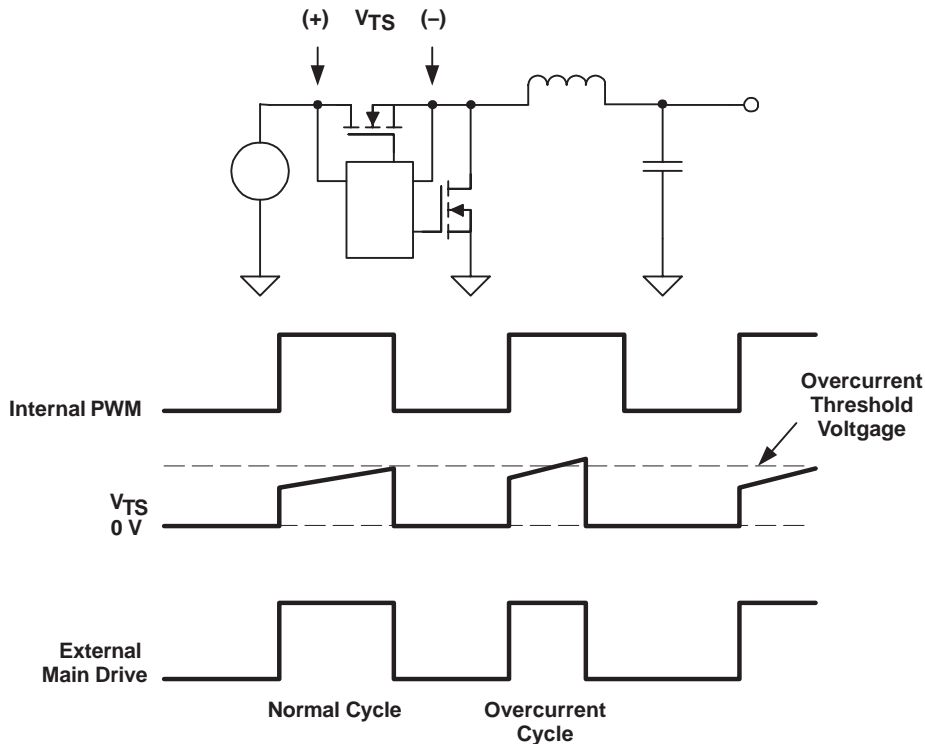 (+) VTS (–)
Internal PWM
Overcurrent
Threshold
Voltgage
VTS
0 V
External
Main Drive
Normal Cycle
Overcurrent
Cycle